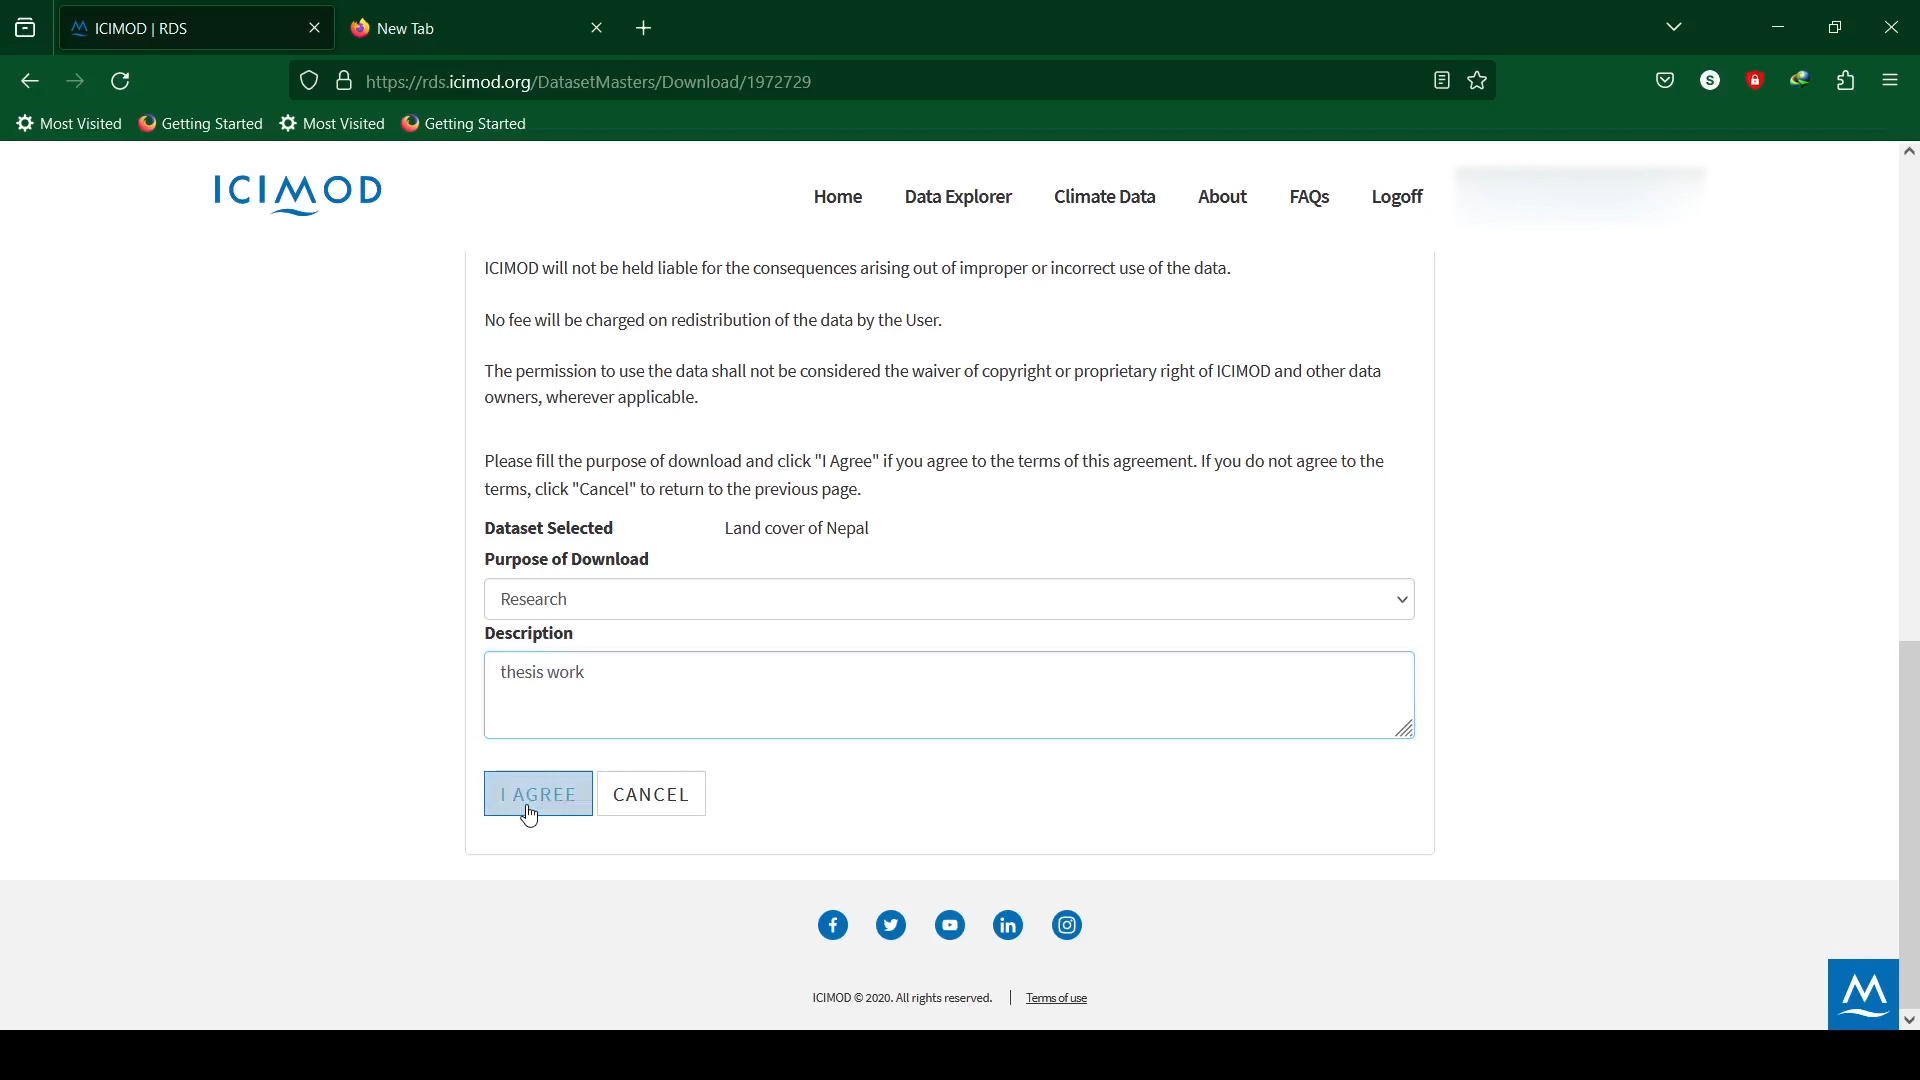 ICIMOD | RDS
New Tab
https://rds.icimod.org/DatasetMasters/Download/1972729
Most Visited Getting Started Most Visited Getting Started
ICIMOD
Home Data Explorer Climate Data About FAQs Logoff
ICIMOD will not be held liable for the consequences arising out of improper or incorrect use of the data.
No fee will be charged on redistribution of the data by the User.
The permission to use the data shall not be considered the waiver of copyright or proprietary right of ICIMOD and other data
owners, wherever applicable.
Please fill the purpose of download and click "I Agree" if you agree to the terms of this agreement. If you do not agree to the
terms, click "Cancel" to return to the previous page.
Dataset Selected Land cover of Nepal
Purpose of Download
Research
Description
thesis work
I AGREE CANCEL
ICIMOD © 2020. All rights reserved. | Terms of use